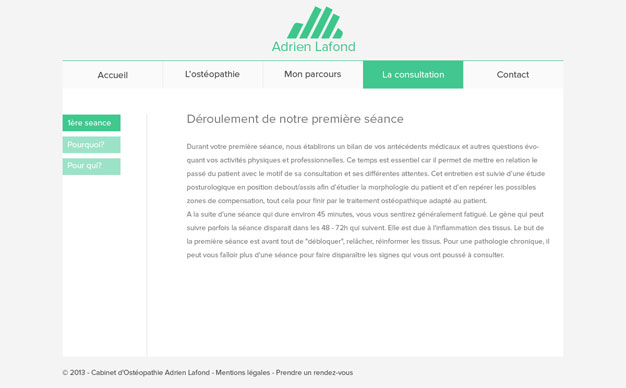 Adrien Lafond
Accueil
L'ostéopathie
Mon parcours
La consultation
Contact
1ère seance
Pourquoi?
Pour qui?
Déroulement de notre première séance
Durant votre première séance, nous établirons un bilan de vos antécédents médicaux et autres questions évo-
quant vos activités physiques et professionnelles. Ce temps est essentiel car il permet de mettre en relation le
passé du patient avec le motif de sa consultation et ses différentes attentes. Cet entretien est suivie d'une étude
posturologique en position debout/assis afin d'étudier la morphologie du patient et d'en repérer les possibles
zones de compensation, tout cela pour finir par le traitement ostéopathique adapté au patient.
A la suite d'une séance qui dure environ 45 minutes, vous vous sentirez généralement fatigué. Le gène qui peut
suivre parfois la séance disparait dans les 48 - 72h qui suivent. Elle est due à l'inflammation des tissus. Le but de
la première séance est avant tout de "débloquer", relâcher, réinformer les tissus. Pour une pathologie chronique, il
peut vous falloir plus d'une séance pour faire disparaître les signes qui vous ont poussé à consulter.
© 2013 - Cabinet d'Ostéopathie Adrien Lafond - Mentions légales - Prendre un rendez-vous